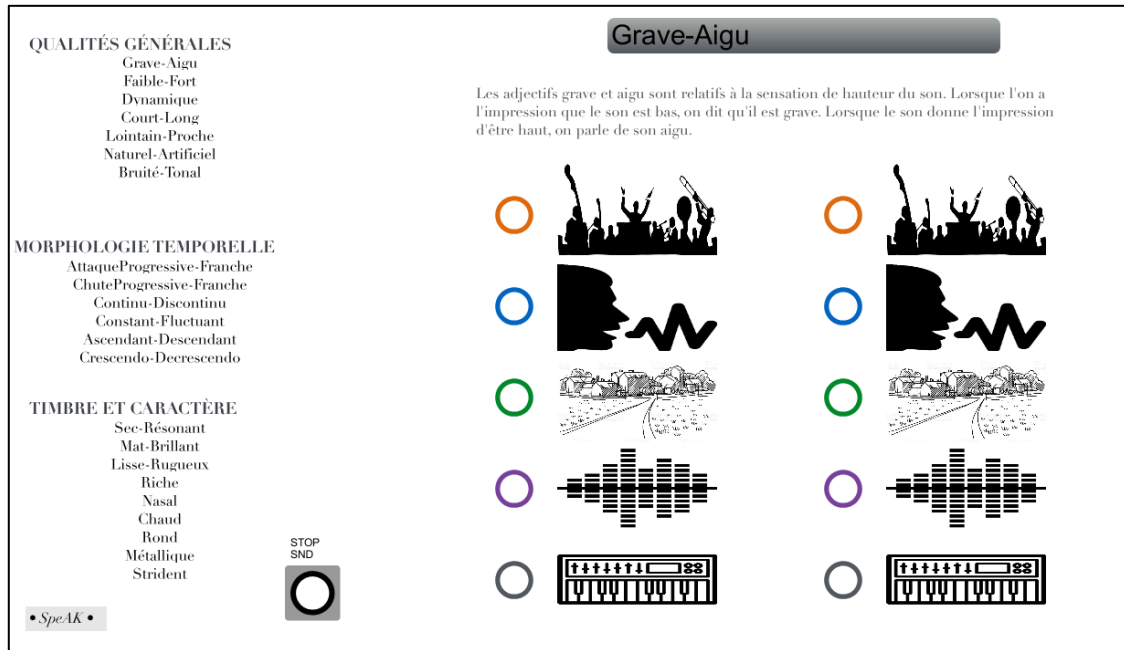 QUALITÉS GÉNÉRALES
Grave-Aigu
Faible-Fort
Dynamique
Court-Long
Lointain-Proche
Naturel-Artificiel
Bruité-Tonal
MORPHOLOGIE TEMPORELLE
AttaqueProgressive-Franche
ChuteProgressive-Franche
Continu-Discontinu
Constant-Fluctuant
Ascendant-Descendant
Crescendo-Decrescendo
TIMBRE ET CARACTÈRE
Sec-Résonant
Mat-Brillant
Lisse-Rugueux
Riche
Nasal
Chaud
Rond
Métallique
Strident
• SpeAK •
STOP
SND
Grave-Aigu
Les adjectifs grave et aigu sont relatifs à la sensation de hauteur du son. Lorsque l'on a
l'impression que le son est bas, on dit qu'il est grave. Lorsque le son donne l'impression
d'être haut, on parle de son aigu.